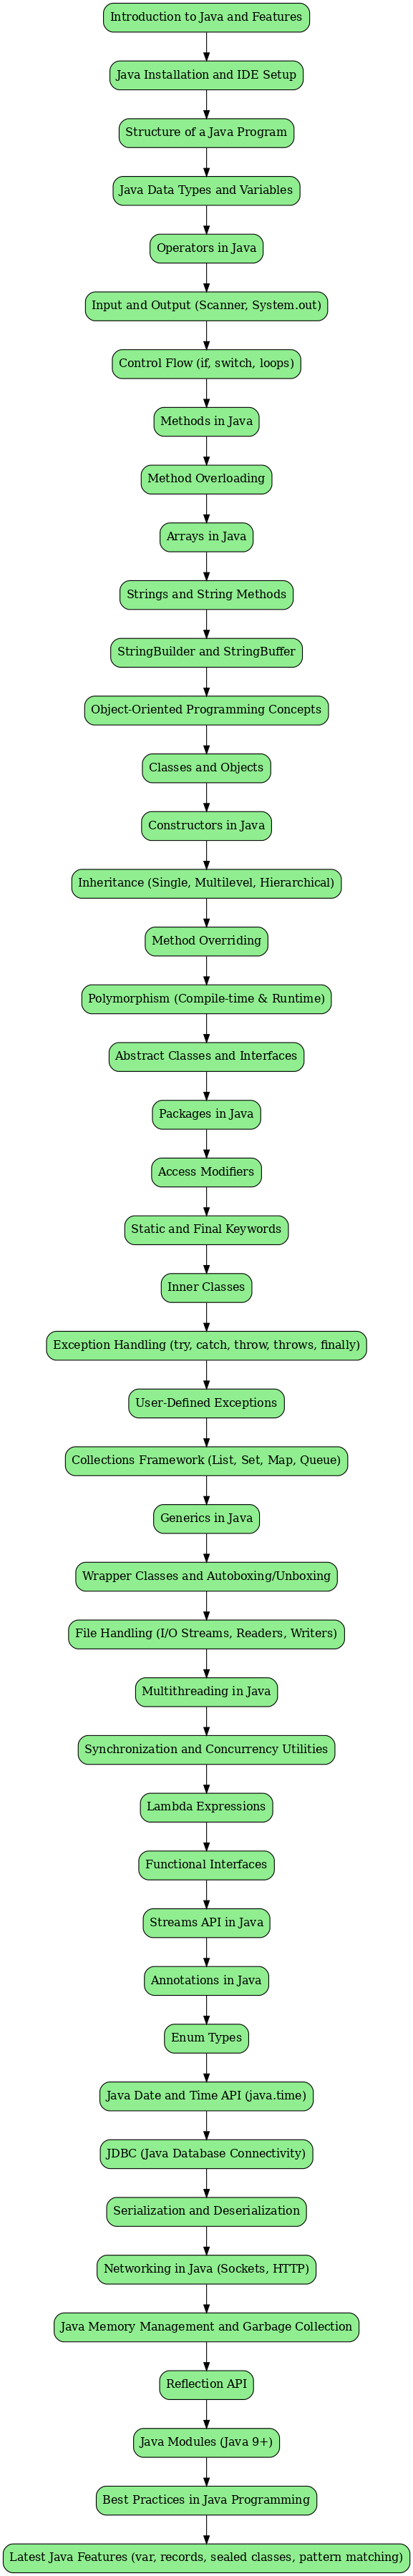 Introduction to Java and Features
Java Installation and IDE Setup
Structure of a Java Program
Java Data Types and Variables
Operators in Java
Input and Output (Scanner, System.out)
Control Flow (if, switch, loops)
Methods in Java
Method Overloading
Arrays in Java
Strings and String Methods
StringBuilder and StringBuffer
Object-Oriented Programming Concepts
Classes and Objects
Constructors in Java
Inheritance (Single, Multilevel, Hierarchical)
Method Overriding
Polymorphism (Compile-time & Runtime)
Abstract Classes and Interfaces
Packages in Java
Access Modifiers
Static and Final Keywords
Inner Classes
Exception Handling (try, catch, throw, throws, finally)
User-Defined Exceptions
Collections Framework (List, Set, Map, Queue)
Generics in Java
Wrapper Classes and Autoboxing/Unboxing
File Handling (I/O Streams, Readers, Writers)
Multithreading in Java
Synchronization and Concurrency Utilities
Lambda Expressions
Functional Interfaces
Streams API in Java
Annotations in Java
Enum Types
Java Date and Time API (java.time)
JDBC (Java Database Connectivity)
Serialization and Deserialization
Networking in Java (Sockets, HTTP)
Java Memory Management and Garbage Collection
Reflection API
Java Modules (Java 9+)
Best Practices in Java Programming
Latest Java Features (var, records, sealed classes, pattern matching)